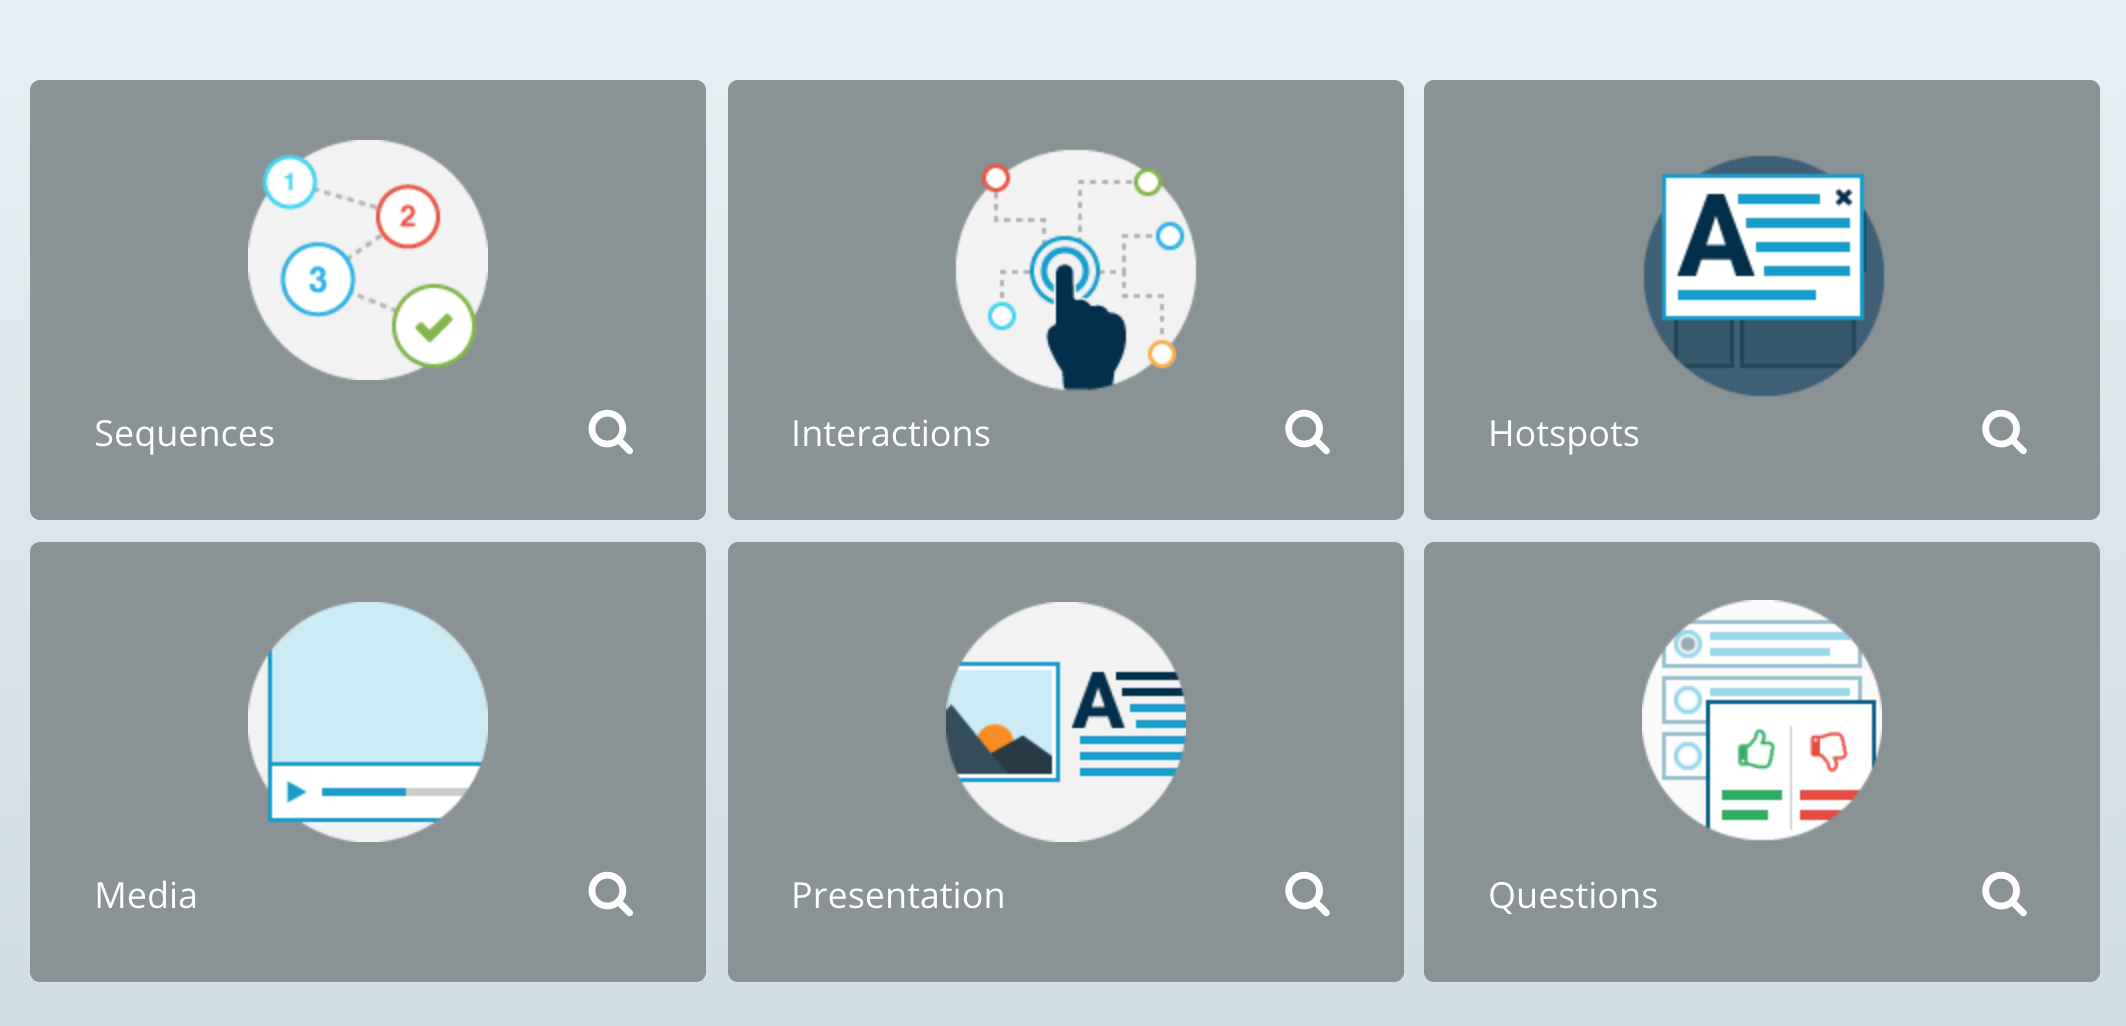 1
2
3
Sequences
Interactions
A
Hotspots
Media
A
Presentation
Questions